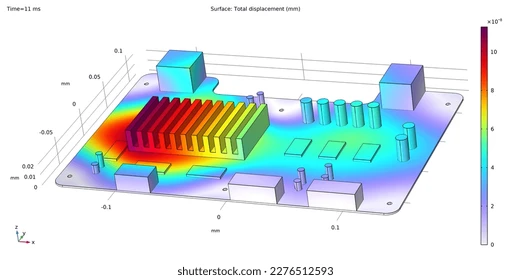 Time=11 ms
Surface: Total displacement (mm)
×10⁻⁹
0.1
0.05
mm
0
-0.05
0.02
0.01
mm
0
-0.1
0
0.1
mm
10
8
6
4
2
0
z
y
x
shutterstock.com · 2276512593